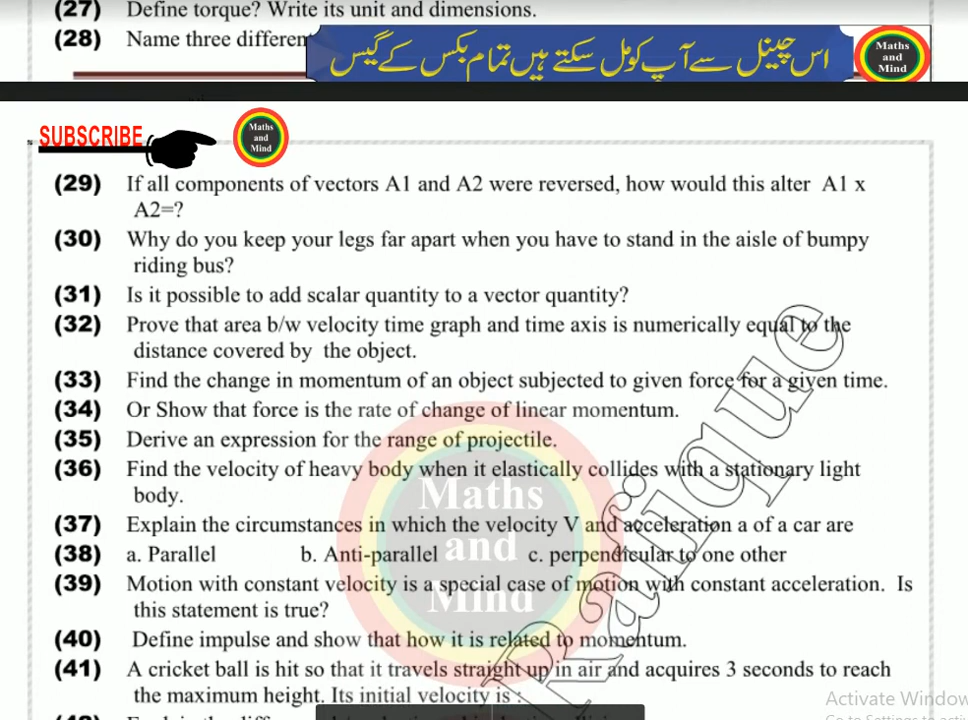 (27) Define torque? Write its unit and dimensions.
(28) Name three differen
اس چینل سے آپ کو مل سکتے ہیں تمام بکس کے گیس
Maths
and
Mind
SUBSCRIBE
Maths
and
Mind
(29) If all components of vectors A1 and A2 were reversed, how would this alter A1 x
A2=?
(30) Why do you keep your legs far apart when you have to stand in the aisle of bumpy
riding bus?
(31) Is it possible to add scalar quantity to a vector quantity?
(32) Prove that area b/w velocity time graph and time axis is numerically equal to the
distance covered by the object.
(33) Find the change in momentum of an object subjected to given force for a given time.
(34) Or Show that force is the rate of change of linear momentum.
(35) Derive an expression for the range of projectile.
(36) Find the velocity of heavy body when it elastically collides with a stationary light
body.
(37) Explain the circumstances in which the velocity V and acceleration a of a car are
(38) a. Parallel b. Anti-parallel c. perpendicular to one other
(39) Motion with constant velocity is a special case of motion with constant acceleration. Is
this statement is true?
(40) Define impulse and show that how it is related to momentum.
(41) A cricket ball is hit so that it travels straight up in air and acquires 3 seconds to reach
the maximum height. Its initial velocity is :
Maths
and
Mind
Rafique
Activate Window